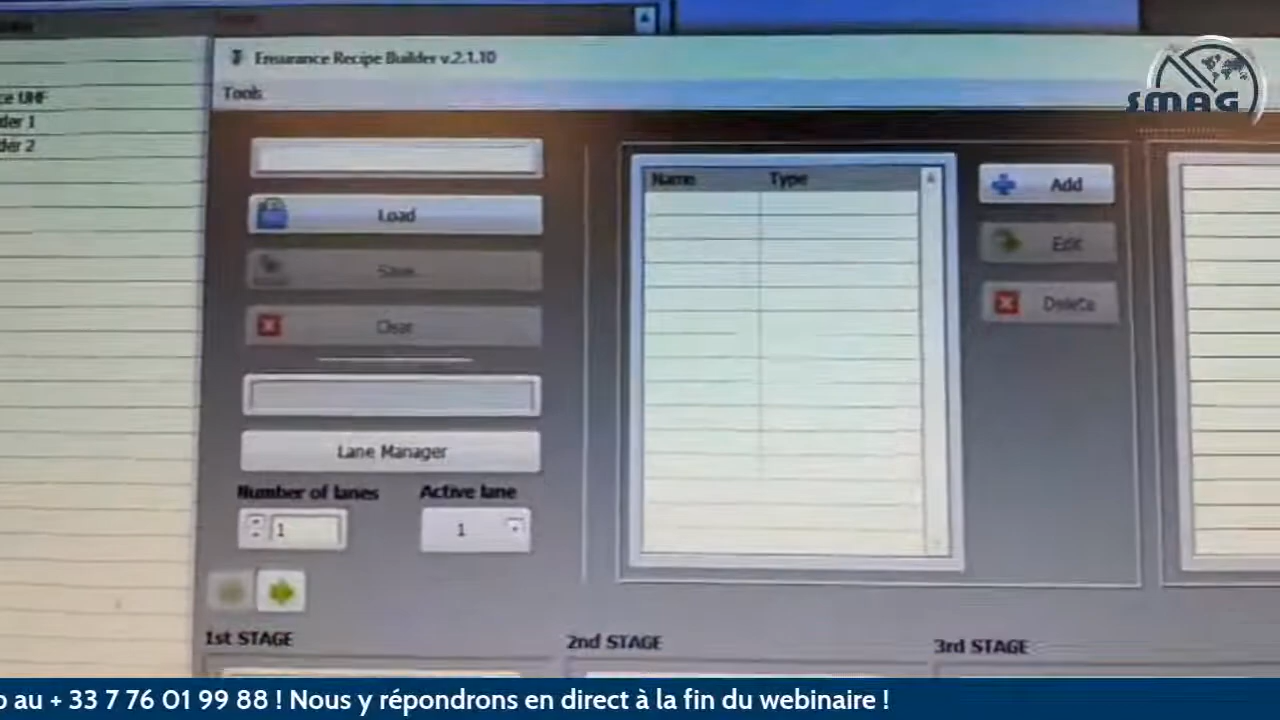 Ensurance Recipe Builder v.2.1.10
SMAG
Tools
ce UHF
der 1
der 2
Name Type
Add
Load
Edit
Save
Delete
Clear
Lane Manager
Number of lanes Active lane
1 1
1st STAGE 2nd STAGE 3rd STAGE
o au + 33 7 76 01 99 88 ! Nous y répondrons en direct à la fin du webinaire !